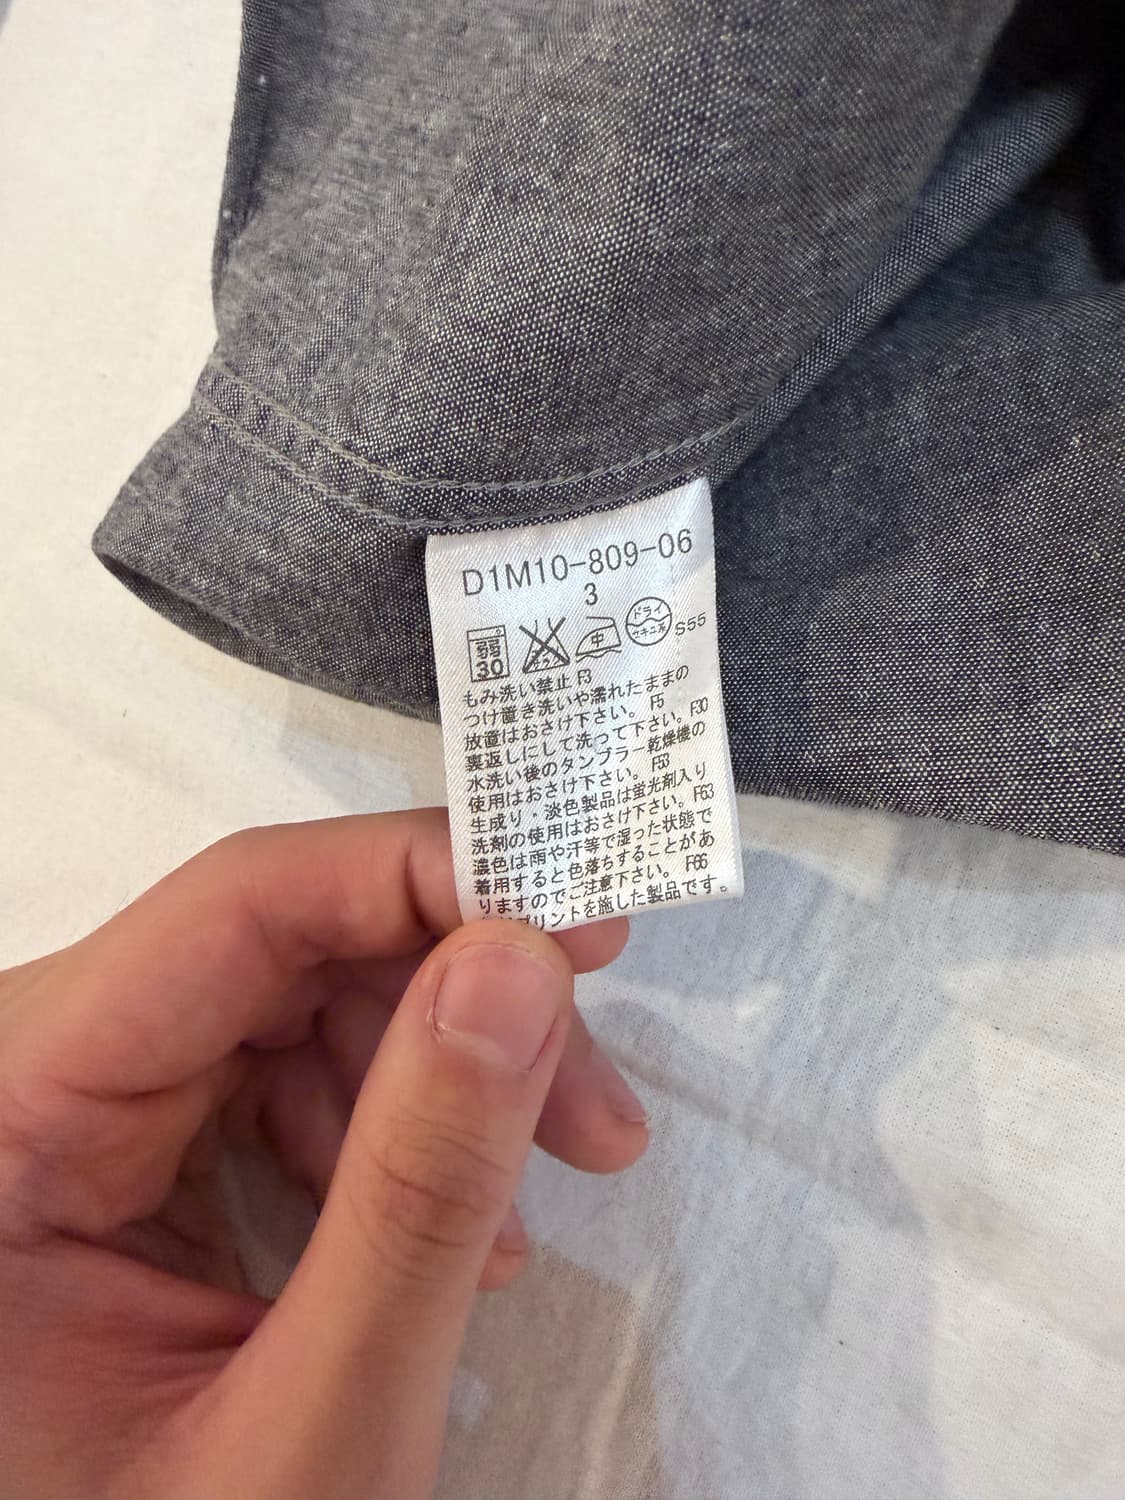 D1M10-809-06
3
弱 30 ドライ セキユ系 S55
もみ洗い禁止 F3
つけ置き洗いや濡れたままの
放置はおさけ下さい。 F5
裏返しにして洗って下さい。F30
水洗い後のタンブラー乾燥機の
使用はおさけ下さい。 F53
生成り・淡色製品は蛍光剤入り
洗剤の使用はおさけ下さい。F63
濃色は雨や汗等で湿った状態で
着用すると色落ちすることがあ
りますのでご注意下さい。 F66
プリントを施した製品です。